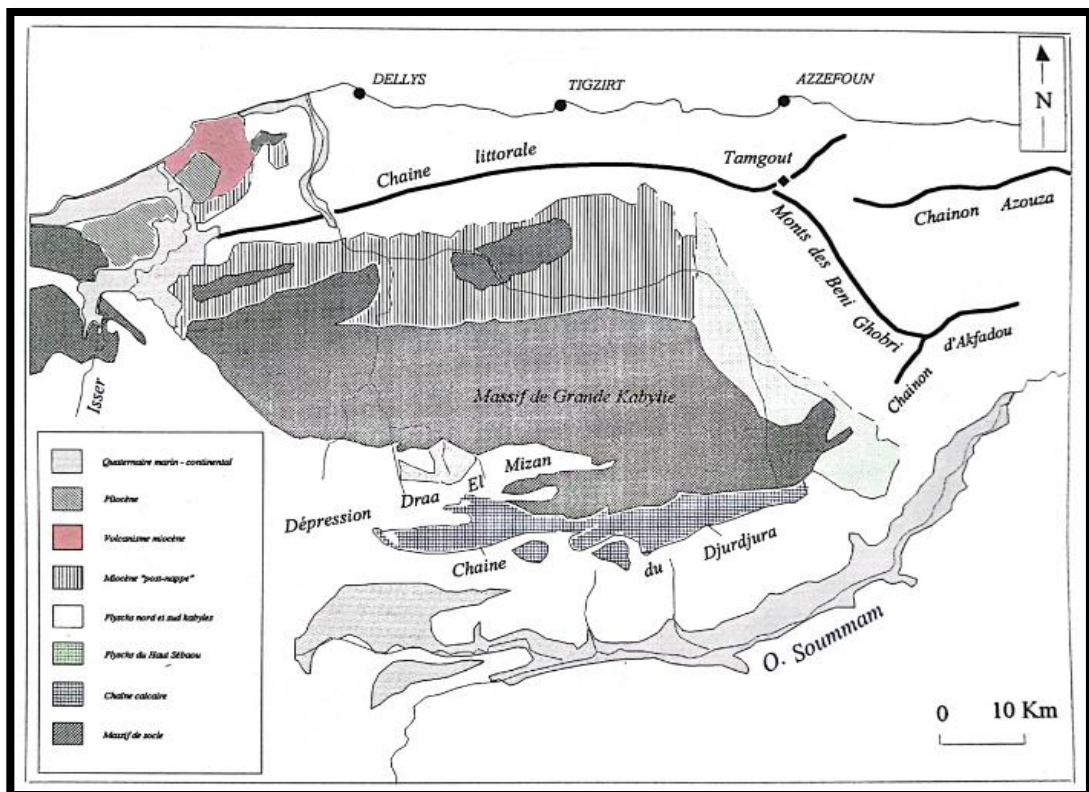 DELLYS
TIGZIRT
AZZEFOUN
N
Chaine littorale
Tamgout
Chainon Azouza
Monts des Beni Ghobri
Chainon d'Akfadou
Isser
Massif de Grande Kabylie
Dépression Draa El Mizan
Chaine du Djurdjura
O. Soummam
0 10 Km
Quaternaire marin - continental
Pliocène
Volcanisme miocène
Miocène "post-nappe"
Flyschs nord et sud kabyles
Flyschs du Haut Sébaou
Chaîne calcaire
Massif de socle